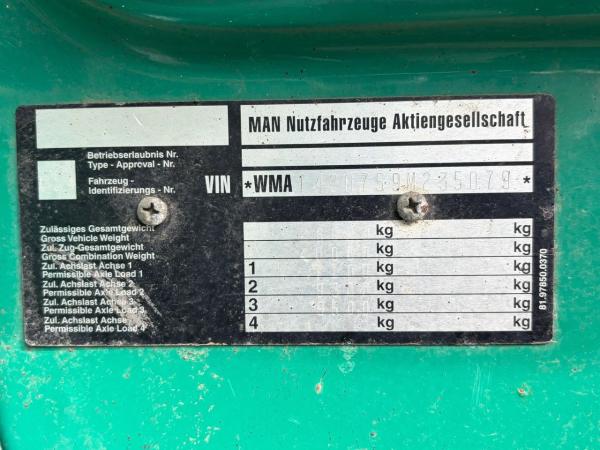 MAN Nutzfahrzeuge Aktiengesellschaft
Betriebserlaubnis Nr.
Type - Approval - Nr.
Fahrzeug -
Identifizierungs - Nr.
VIN *WMA *
Zulässiges Gesamtgewicht kg kg
Gross Vehicle Weight
Zul. Zug-Gesamtgewicht kg kg
Gross Combination Weight
Zul. Achslast Achse 1
Permissible Axle Load 1
1 kg kg
Zul. Achslast Achse 2
Permissible Axle Load 2
2 kg kg
Zul. Achslast Achse 3
Permissible Axle Load 3
3 kg kg
Zul. Achslast Achse
Permissible Axle Load 4
4 kg kg
81.97850.0370